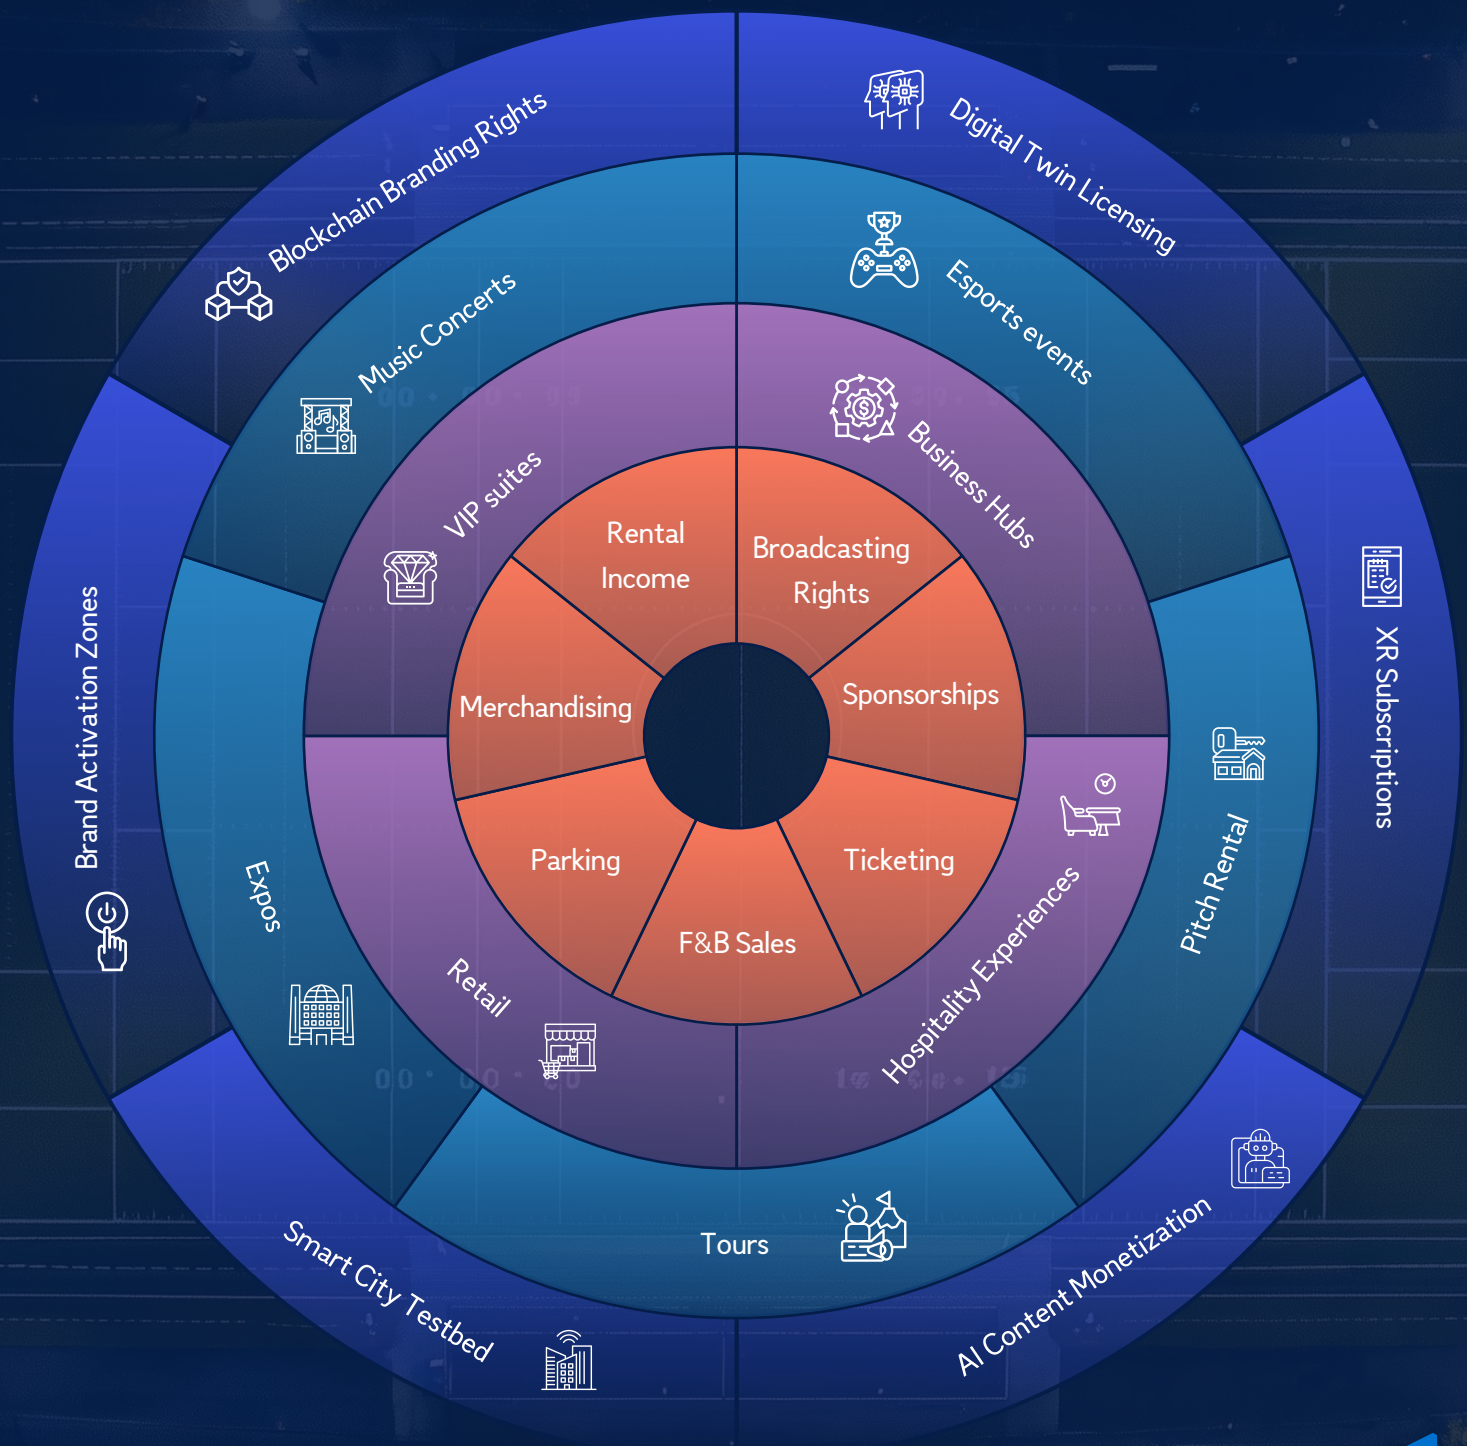 Blockchain Branding Rights
Digital Twin Licensing
Music Concerts
Esports events
VIP suites
Business Hubs
Rental
Income
Broadcasting
Rights
Merchandising
Sponsorships
Brand Activation Zones
XR Subscriptions
Parking
Ticketing
F&B Sales
Expos
Pitch Rental
Retail
Hospitality Experiences
Tours
Smart City Testbed
AI Content Monetization